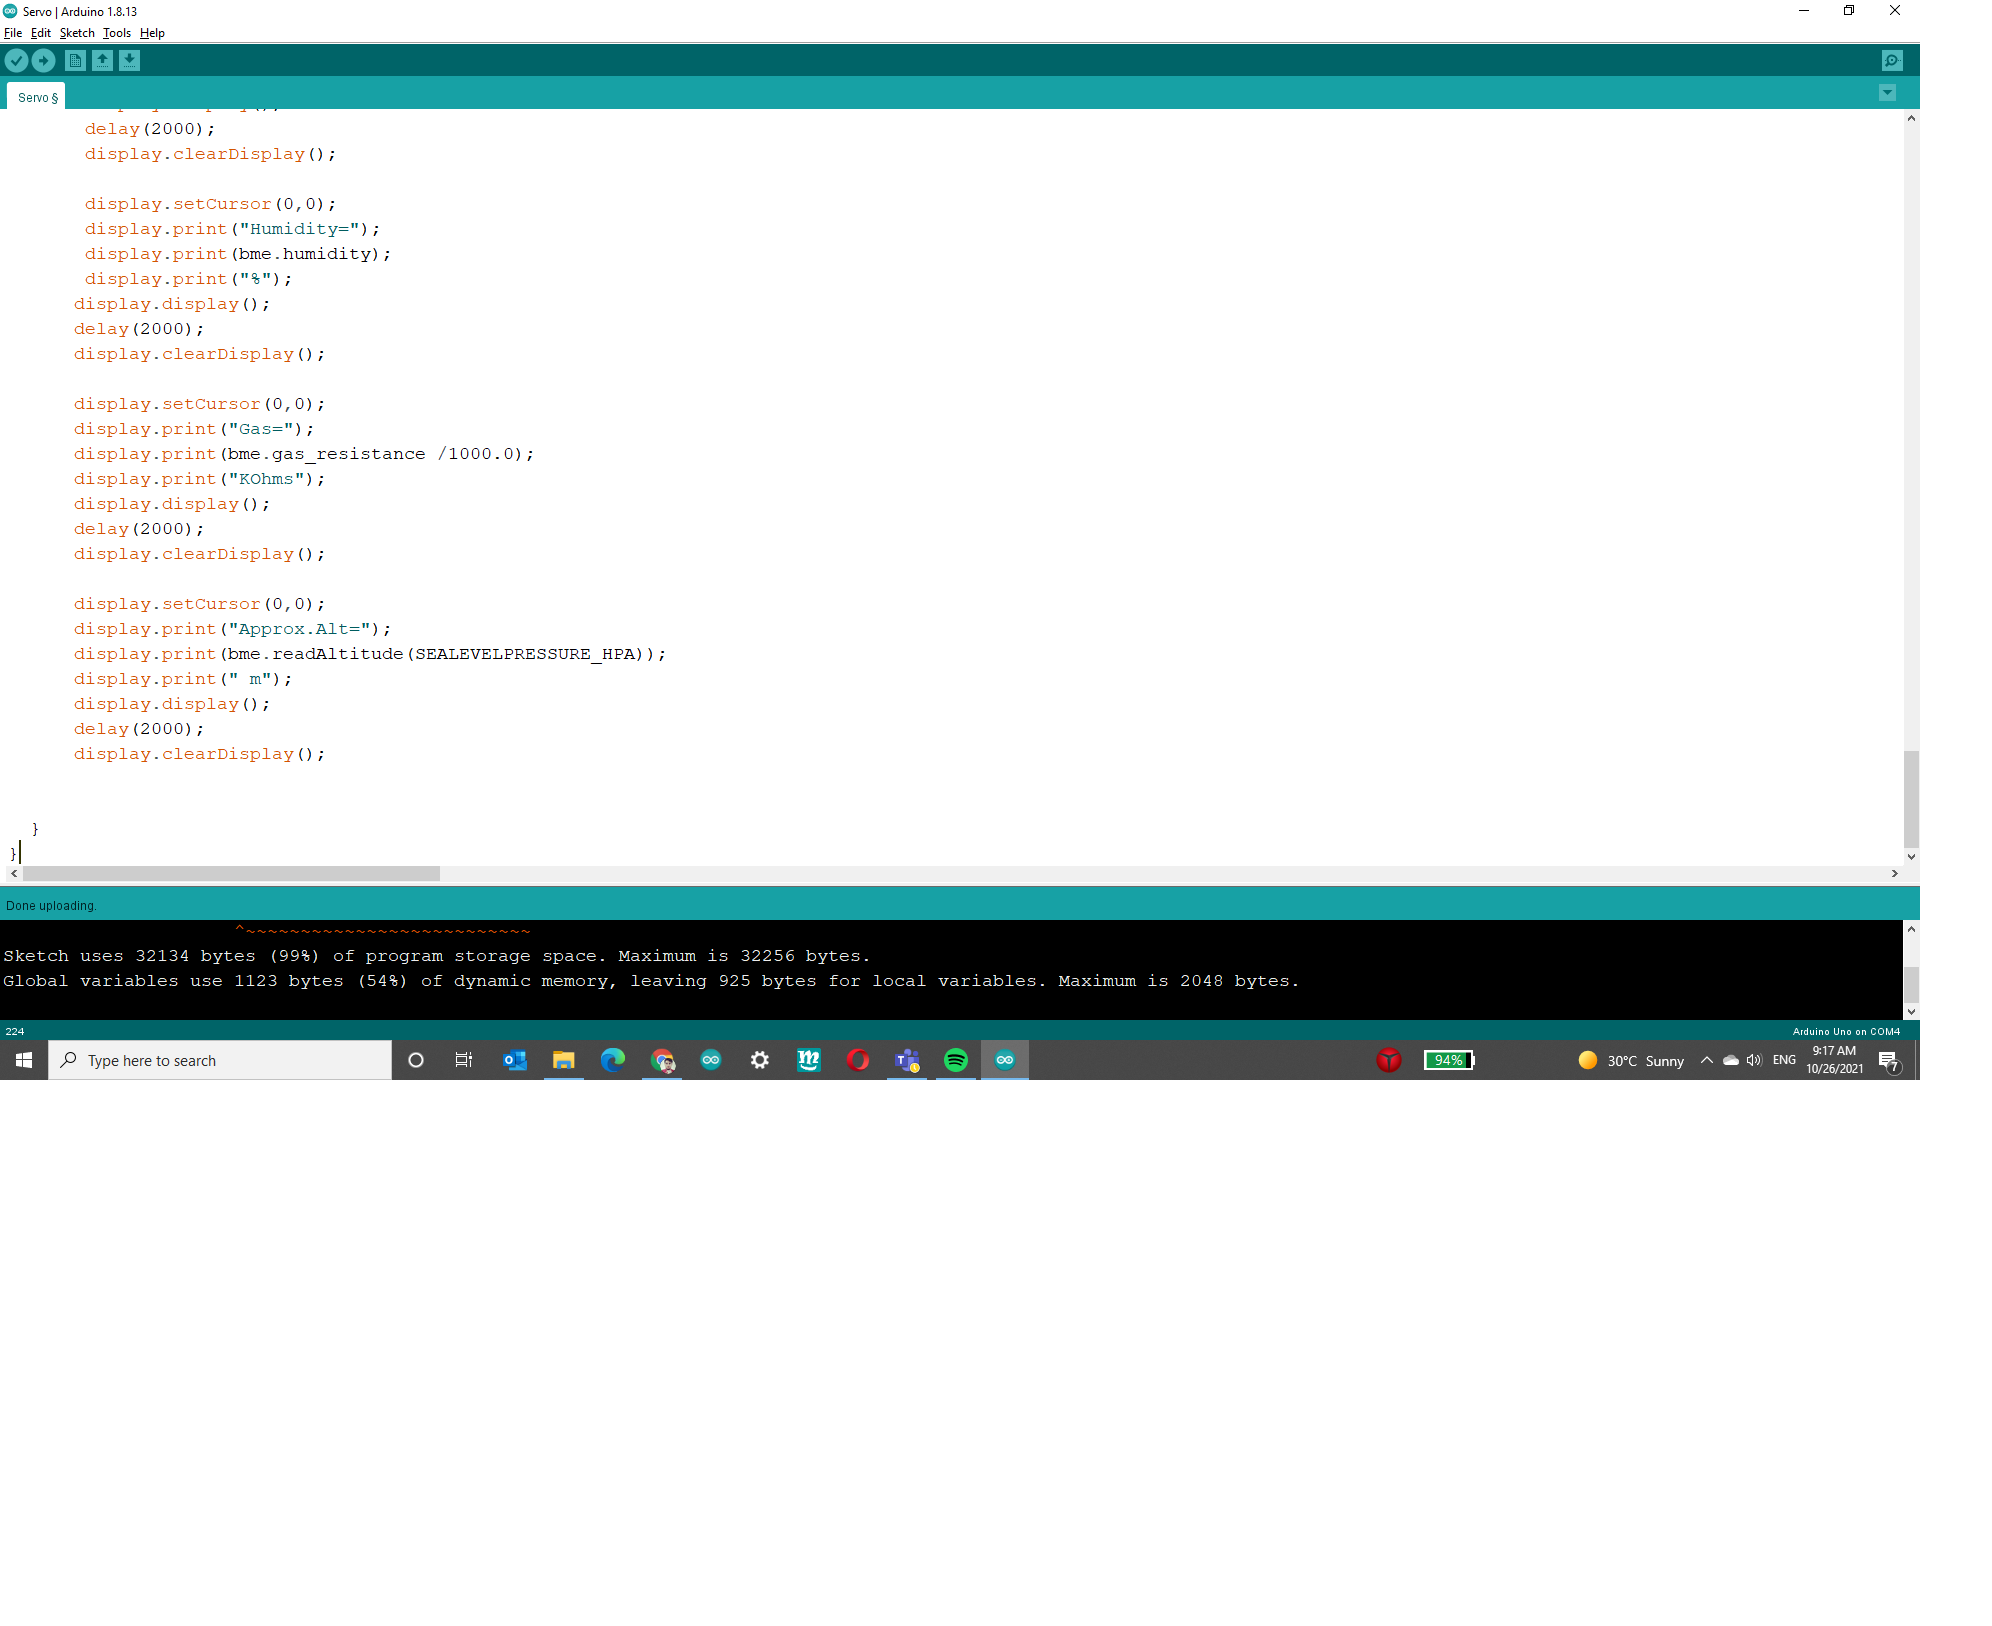 Servo | Arduino 1.8.13
File Edit Sketch Tools Help
Servo §
delay(2000);
display.clearDisplay();
display.setCursor(0,0);
display.print("Humidity=");
display.print(bme.humidity);
display.print("%");
display.display();
delay(2000);
display.clearDisplay();
display.setCursor(0,0);
display.print("Gas=");
display.print(bme.gas_resistance /1000.0);
display.print("KOhms");
display.display();
delay(2000);
display.clearDisplay();
display.setCursor(0,0);
display.print("Approx.Alt=");
display.print(bme.readAltitude(SEALEVELPRESSURE_HPA));
display.print(" m");
display.display();
delay(2000);
display.clearDisplay();
}
}
Done uploading.
^~~~~~~~~~~~~~~~~~~~~~~~~~~
Sketch uses 32134 bytes (99%) of program storage space. Maximum is 32256 bytes.
Global variables use 1123 bytes (54%) of dynamic memory, leaving 925 bytes for local variables. Maximum is 2048 bytes.
224
Arduino Uno on COM4
Type here to search
94%
30°C Sunny
ENG
9:17 AM
10/26/2021
7